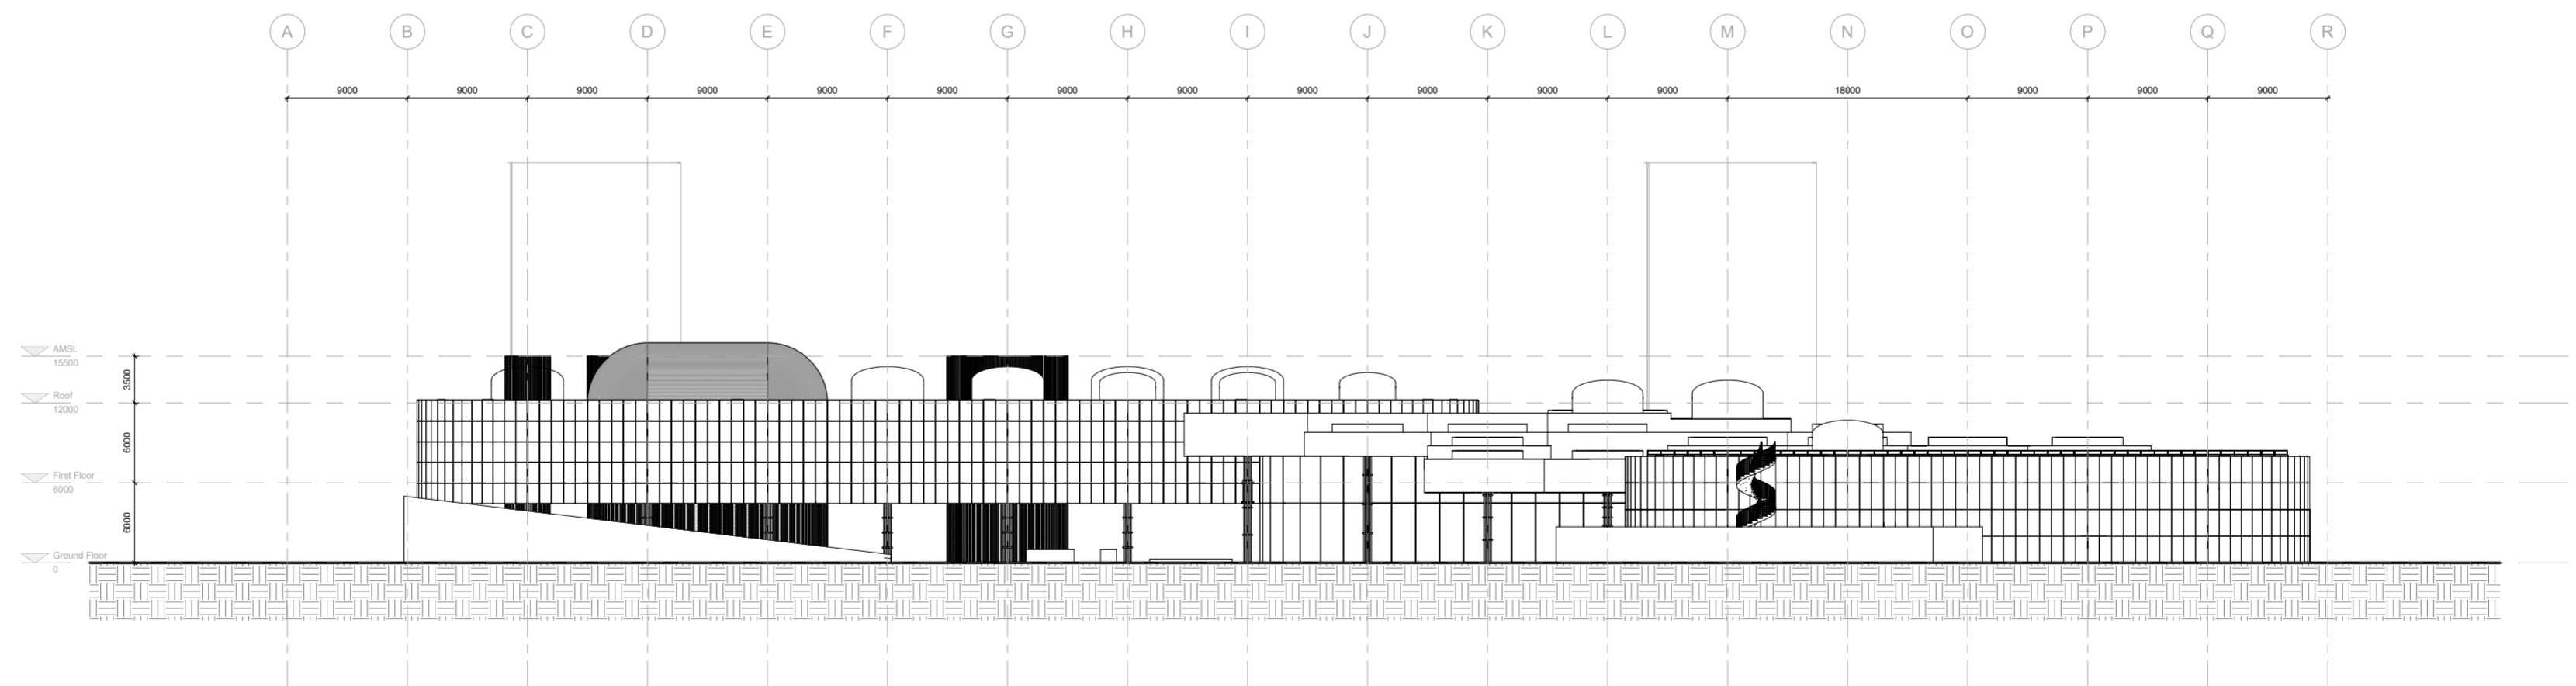 A B C D E F G H I J K L M N O P Q R
9000 9000 9000 9000 9000 9000 9000 9000 9000 9000 9000 9000 18000 9000 9000 9000
AMSL
15500
3500
Roof
12000
6000
First Floor
6000
6000
Ground Floor
0